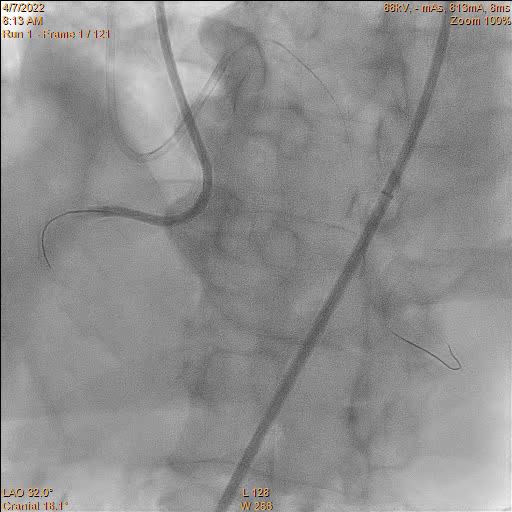 4/7/2022
8:13 AM
Run 1 - Frame 1 / 121
88kV, - mAs, 813mA, 8ms
Zoom 100%
LAO 32.0°
Cranial 18.1°
L 128
W 256